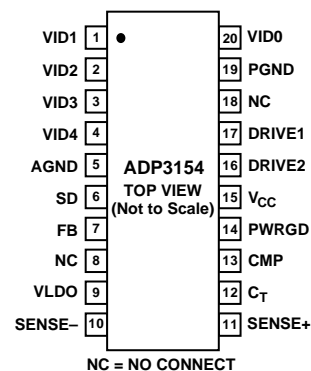 VID1 1
VID2 2
VID3 3
VID4 4
AGND 5
SD 6
FB 7
NC 8
VLDO 9
SENSE– 10
ADP3154
TOP VIEW
(Not to Scale)
20 VID0
19 PGND
18 NC
17 DRIVE1
16 DRIVE2
15 VCC
14 PWRGD
13 CMP
12 CT
11 SENSE+
NC = NO CONNECT